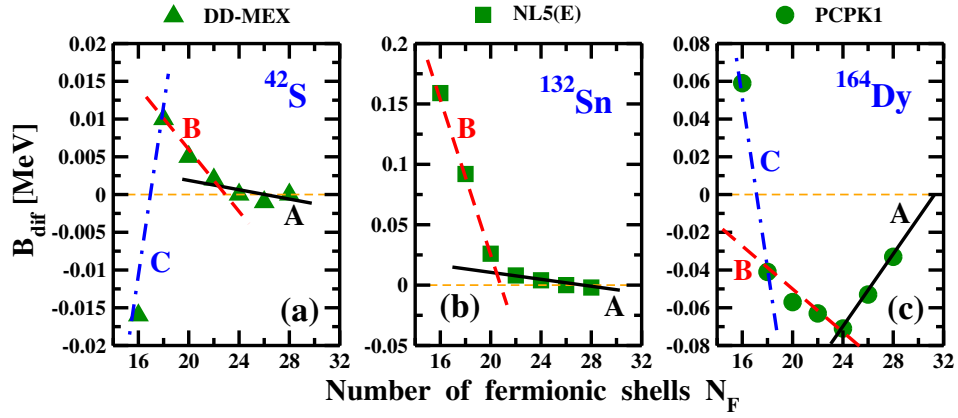 DD-MEX
NL5(E)
PCPK1
0.02
0.015
0.01
0.005
0
-0.005
-0.01
-0.015
-0.02
B_dif [MeV]
42S
B
C
A
(a)
16 20 24 28 32
0.2
0.15
0.1
0.05
0
-0.05
132Sn
B
A
(b)
16 20 24 28 32
0.08
0.06
0.04
0.02
0
-0.02
-0.04
-0.06
-0.08
164Dy
C
A
B
(c)
16 20 24 28 32
Number of fermionic shells N_F